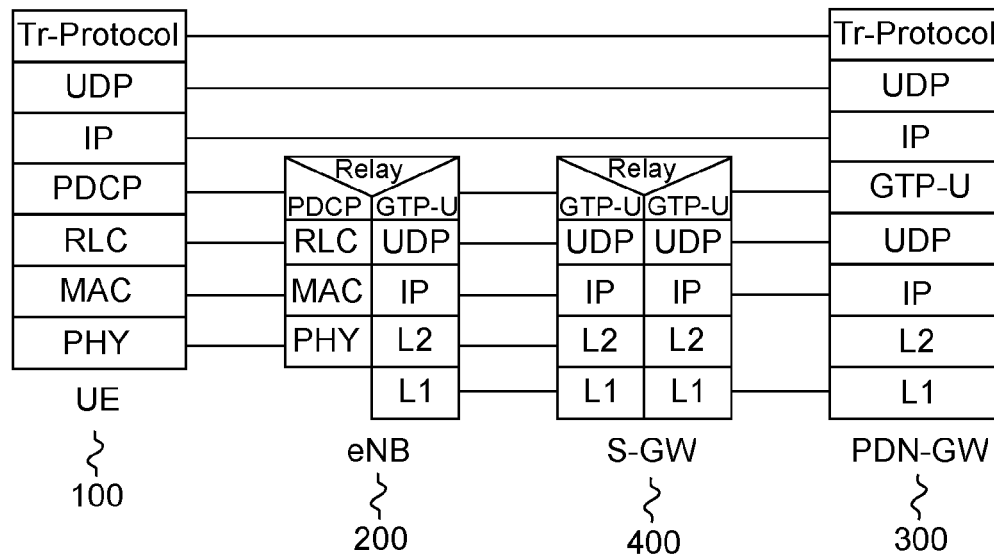 Tr-Protocol Tr-Protocol
UDP UDP
IP IP
Relay Relay
PDCP PDCP GTP-U GTP-U GTP-U GTP-U
RLC RLC UDP UDP UDP UDP
MAC MAC IP IP IP IP
PHY PHY L2 L2 L2 L2
L1 L1 L1 L1
UE
eNB S-GW PDN-GW
100
200 400 300